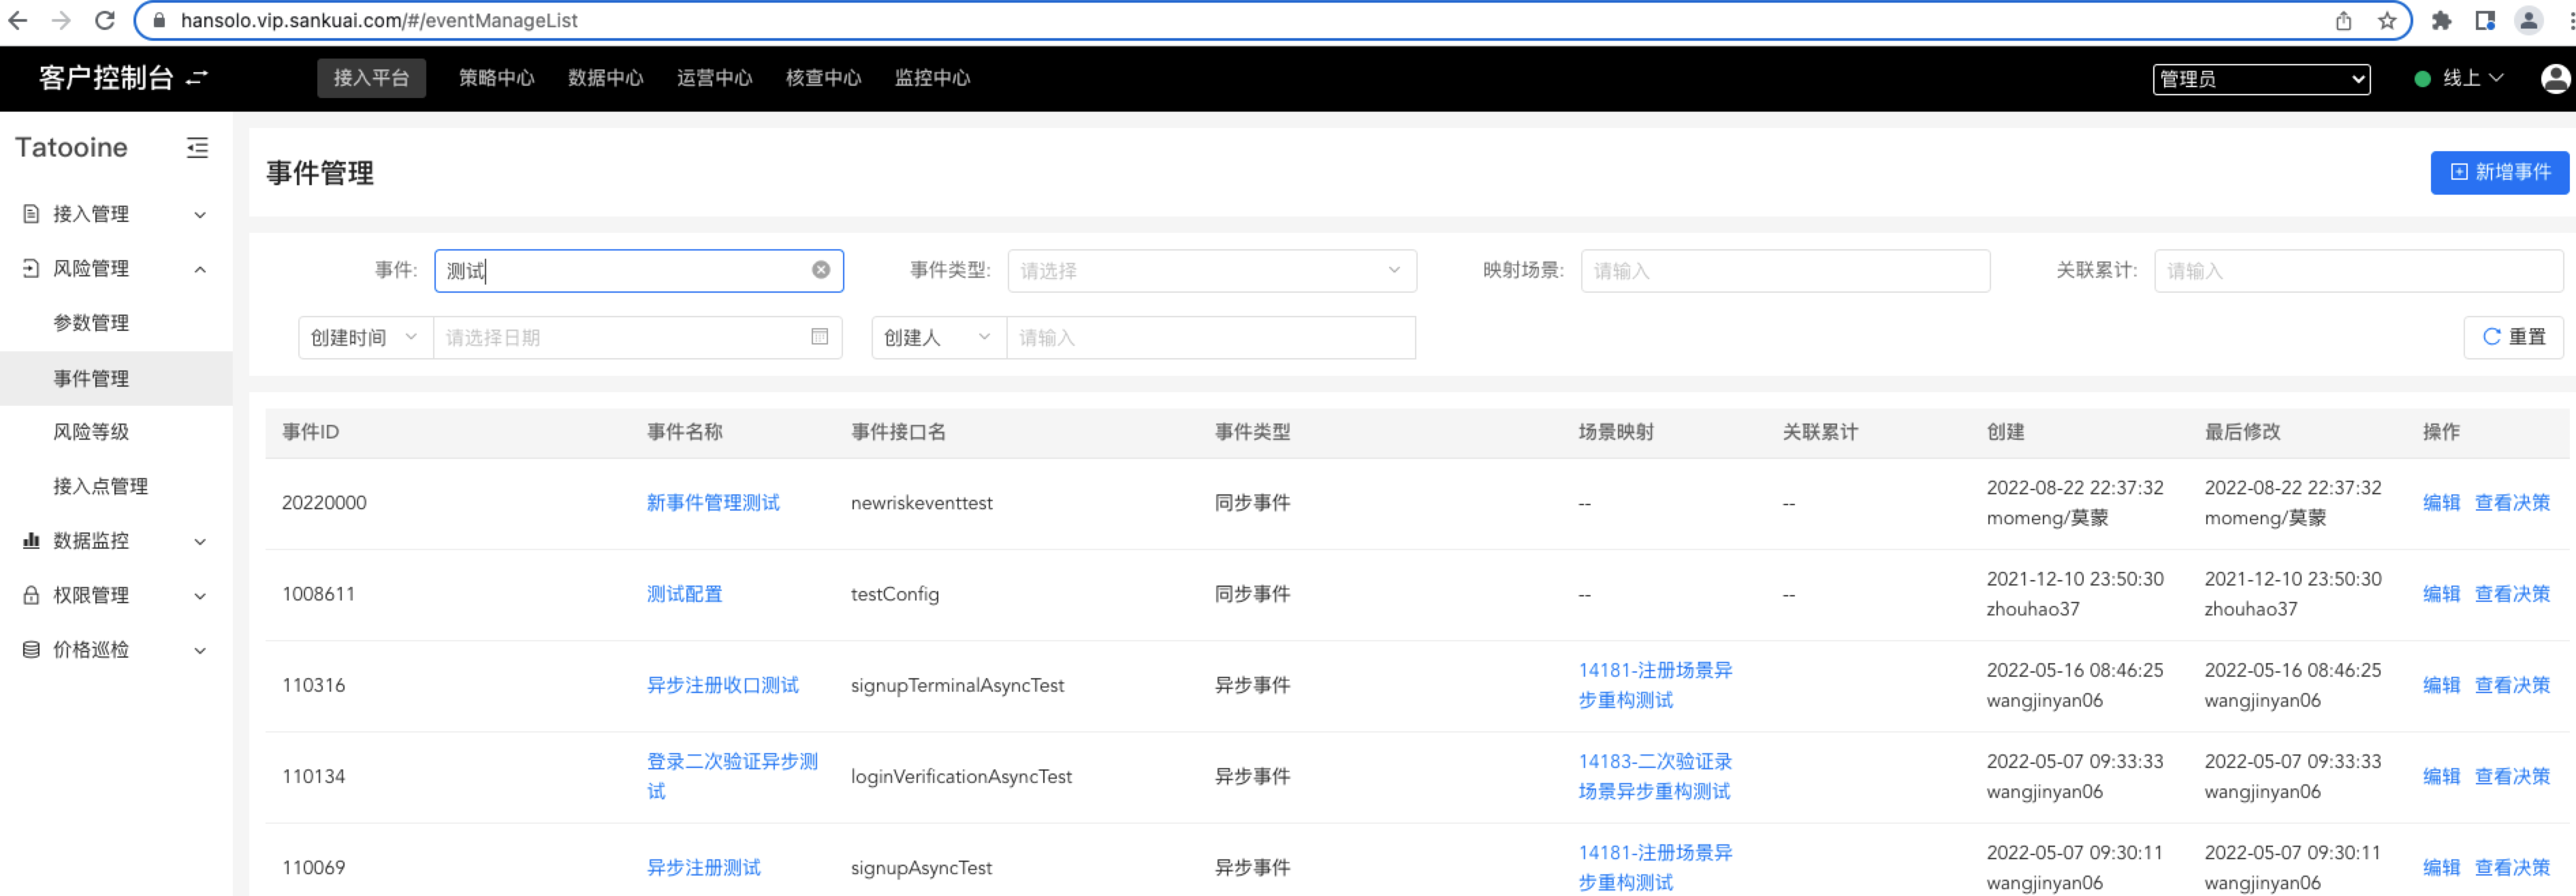 hansolo.vip.sankuai.com/#/eventManageList
客户控制台 接入平台 策略中心 数据中心 运营中心 核查中心 监控中心 管理员 线上
Tatooine
接入管理
风险管理
参数管理
事件管理
风险等级
接入点管理
数据监控
权限管理
价格巡检
事件管理 新增事件
事件: 测试 事件类型: 请选择 映射场景: 请输入 关联累计: 请输入
创建时间 请选择日期 创建人 请输入 重置
事件ID 事件名称 事件接口名 事件类型 场景映射 关联累计 创建 最后修改 操作
20220000 新事件管理测试 newriskeventtest 同步事件 -- -- 2022-08-22 22:37:32 2022-08-22 22:37:32 编辑 查看决策
momeng/莫蒙 momeng/莫蒙
1008611 测试配置 testConfig 同步事件 -- -- 2021-12-10 23:50:30 2021-12-10 23:50:30 编辑 查看决策
zhouhao37 zhouhao37
110316 异步注册收口测试 signupTerminalAsyncTest 异步事件 14181-注册场景异 2022-05-16 08:46:25 2022-05-16 08:46:25 编辑 查看决策
步重构测试 wangjinyan06 wangjinyan06
110134 登录二次验证异步测 loginVerificationAsyncTest 异步事件 14183-二次验证录 2022-05-07 09:33:33 2022-05-07 09:33:33 编辑 查看决策
试 场景异步重构测试 wangjinyan06 wangjinyan06
110069 异步注册测试 signupAsyncTest 异步事件 14181-注册场景异 2022-05-07 09:30:11 2022-05-07 09:30:11 编辑 查看决策
步重构测试 wangjinyan06 wangjinyan06